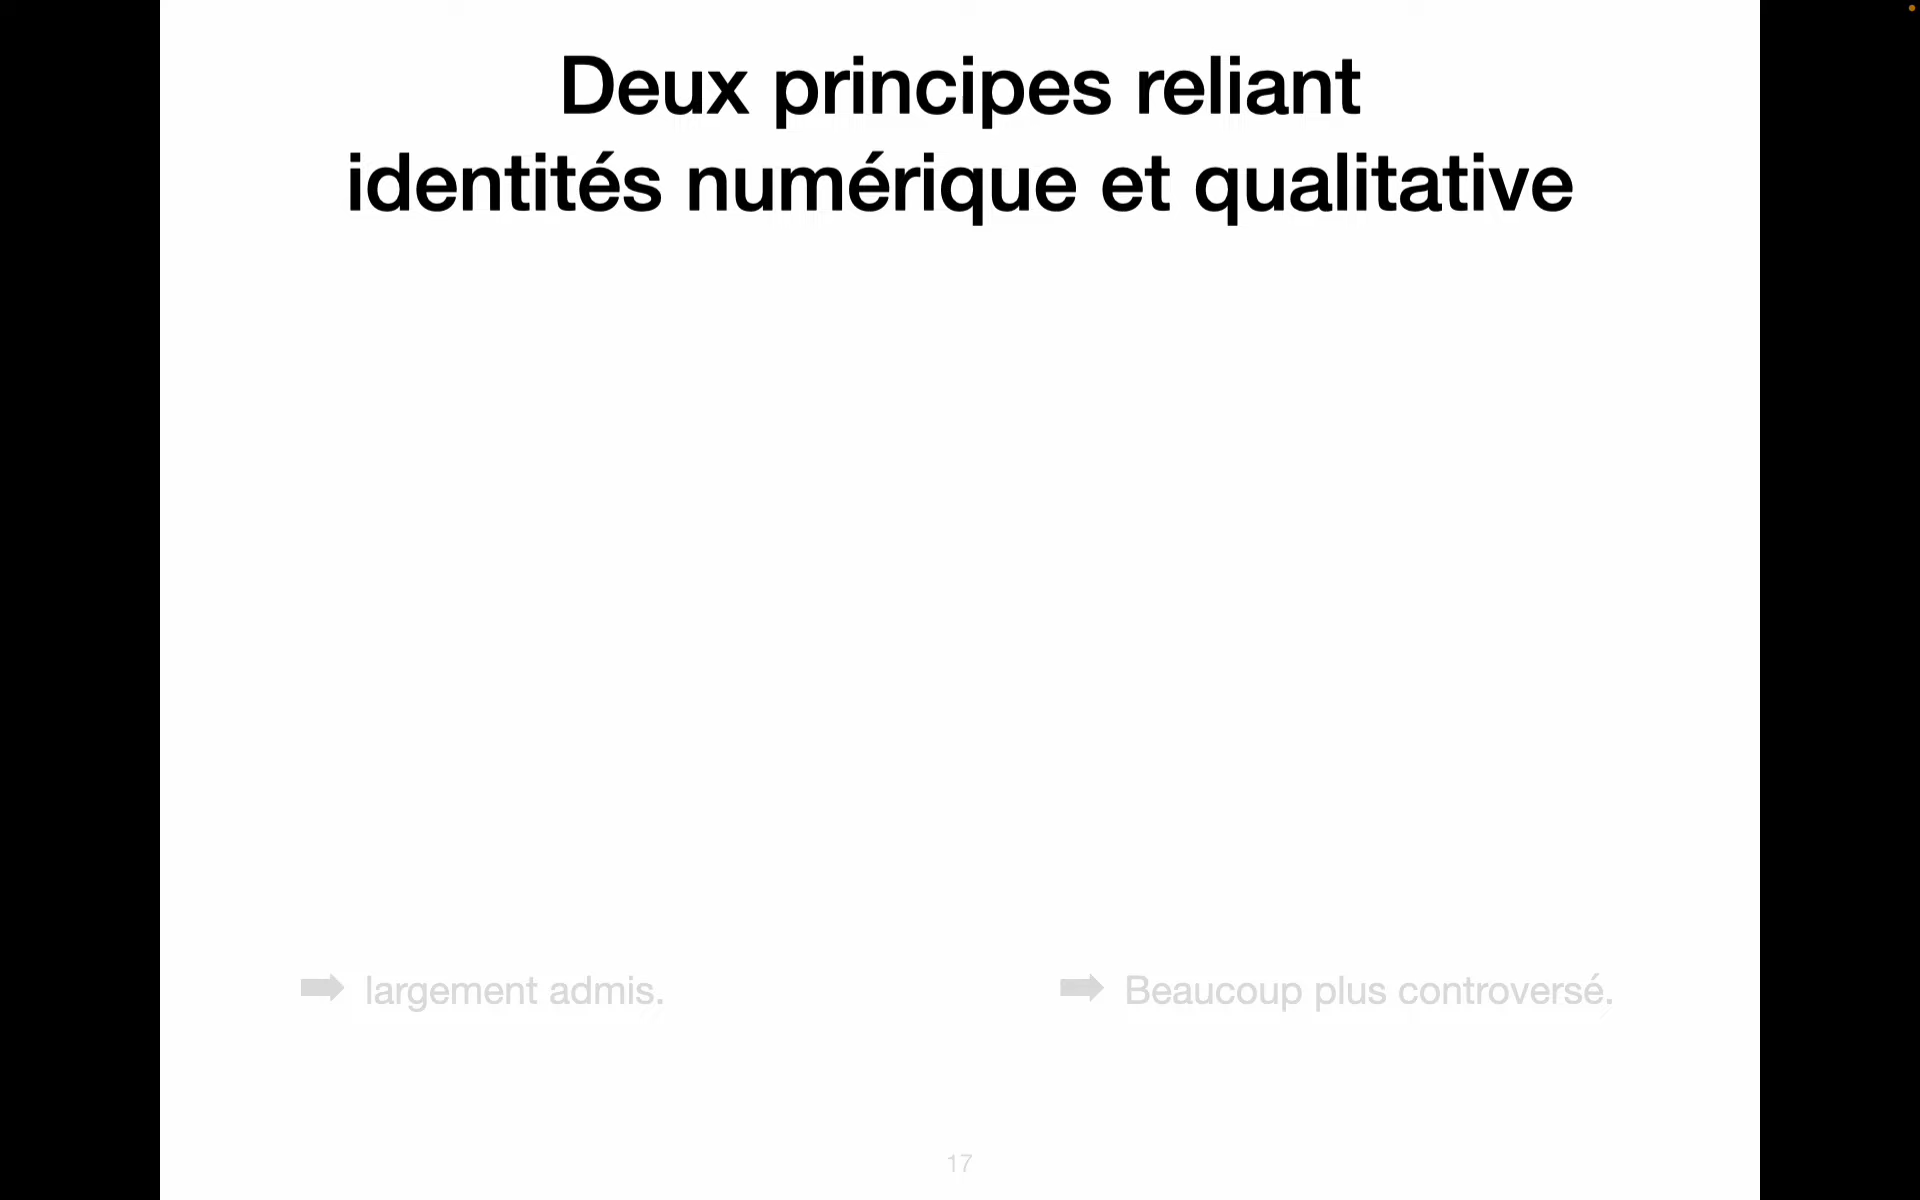 Deux principes reliant
identités numérique et qualitative
➡ largement admis.
➡ Beaucoup plus controversé.
17